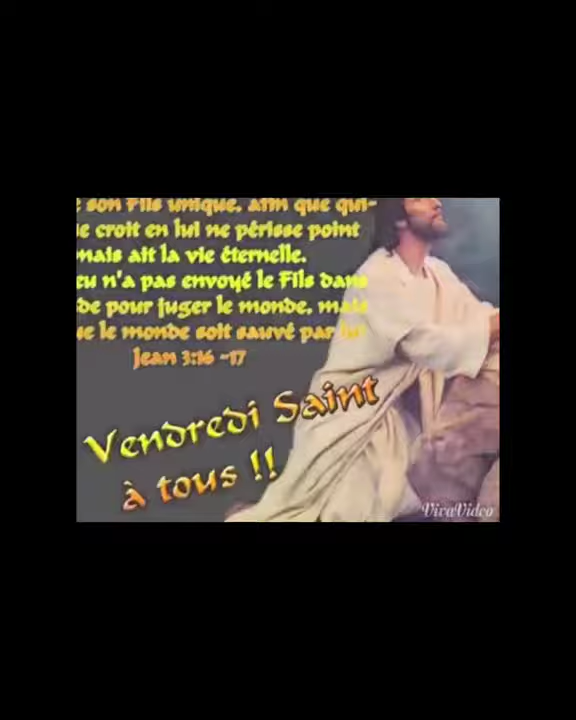 son Fils unique, afin que qui-
croit en lui ne périsse point
mais ait la vie éternelle.
n'a pas envoyé le Fils dans
pour juger le monde, mais
le monde soit sauvé par lui
Jean 3:16 -17
Vendredi Saint
à tous !!
VivaVideo